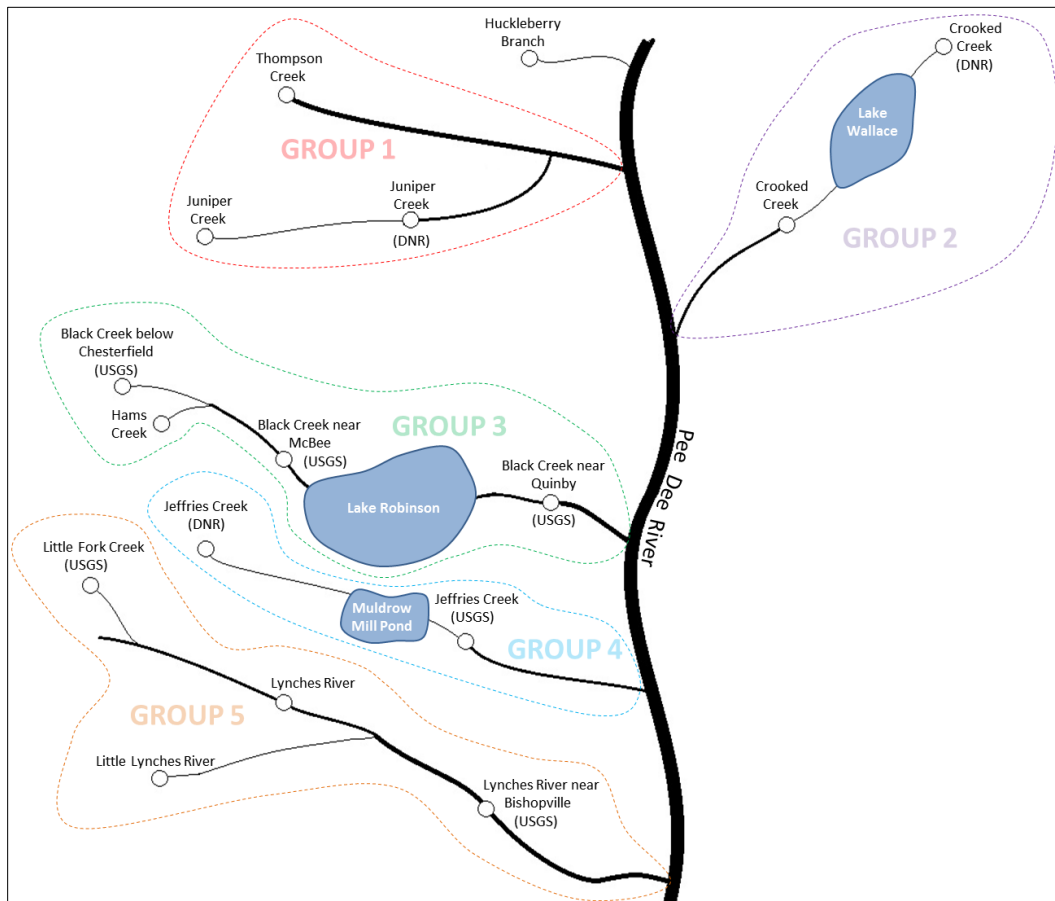 Huckleberry
Branch
Crooked
Creek
(DNR)
Thompson
Creek
Lake
Wallace
GROUP 1
Juniper
Creek
Juniper
Creek
(DNR)
Crooked
Creek
GROUP 2
Black Creek below
Chesterfield
(USGS)
Hams
Creek
GROUP 3
Black Creek near
McBee
(USGS)
Lake Robinson
Black Creek near
Quinby
(USGS)
Pee Dee River
Jeffries Creek
(DNR)
Little Fork Creek
(USGS)
Muldrow
Mill Pond
Jeffries Creek
(USGS)
GROUP 4
Lynches River
GROUP 5
Little Lynches River
Lynches River near
Bishopville
(USGS)